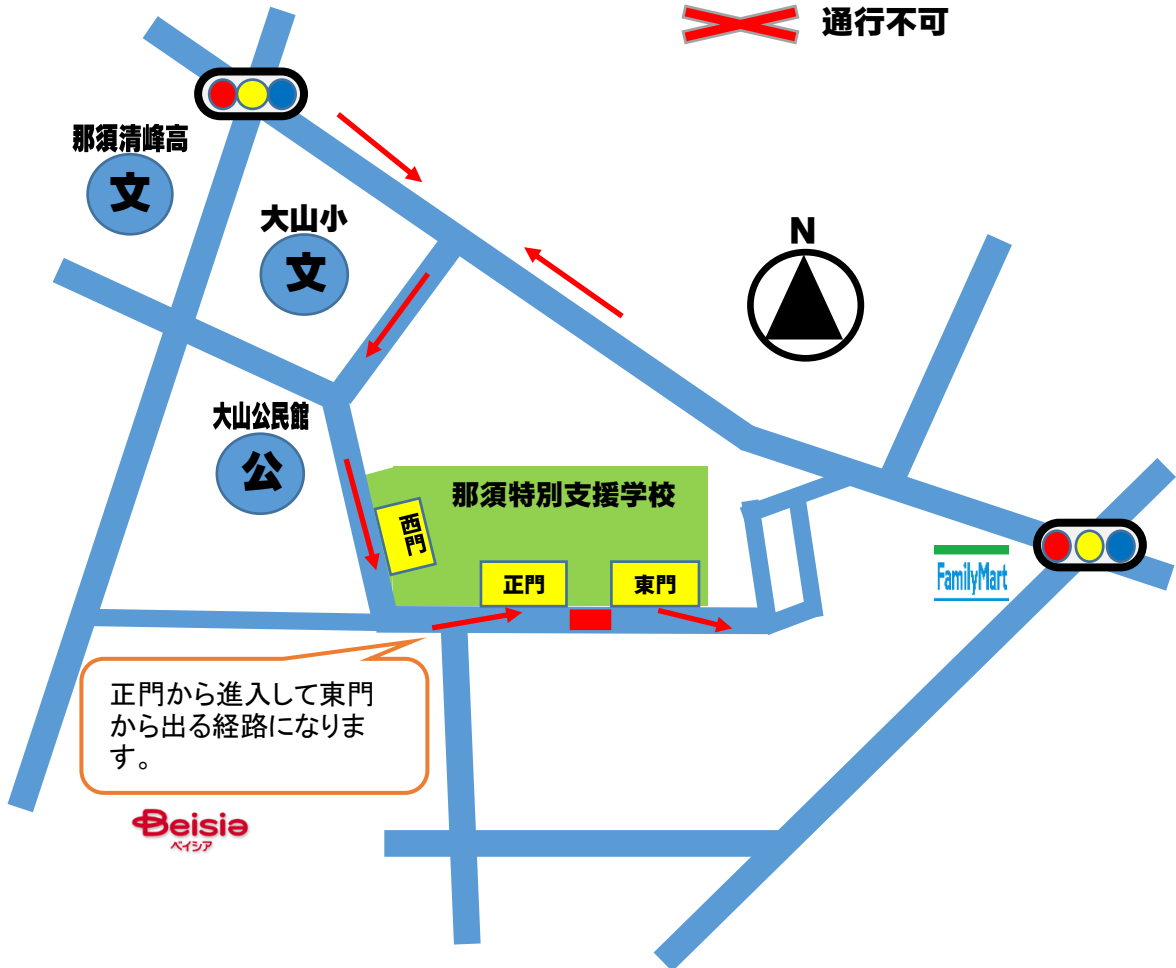 通行不可
那須清峰高
文
大山小
文
N
大山公民館
公
那須特別支援学校
西門
正門
東門
FamilyMart
正門から進入して東門
から出る経路になりま
す。
Beisia
ベイシア